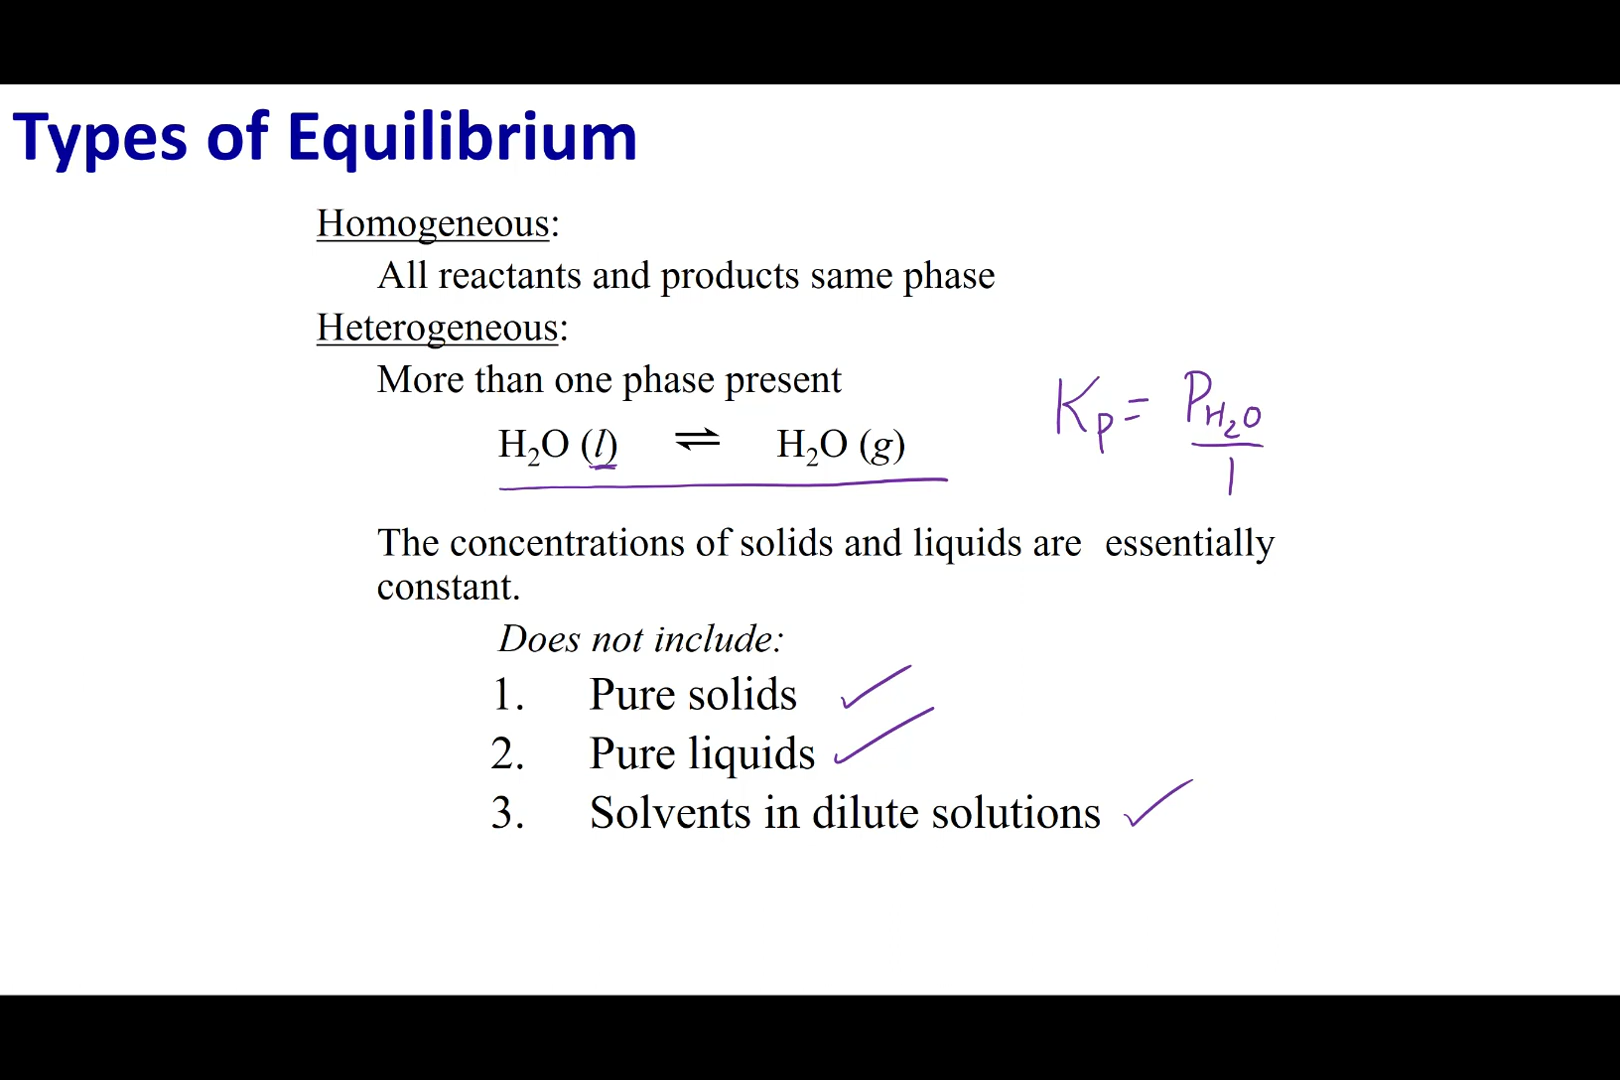 Types of Equilibrium
Homogeneous:
All reactants and products same phase
Heterogeneous:
More than one phase present
H₂O (l) ⇌ H₂O (g)
Kp = P_H₂O / 1
The concentrations of solids and liquids are essentially
constant.
Does not include:
1. Pure solids ✓
2. Pure liquids ✓
3. Solvents in dilute solutions ✓